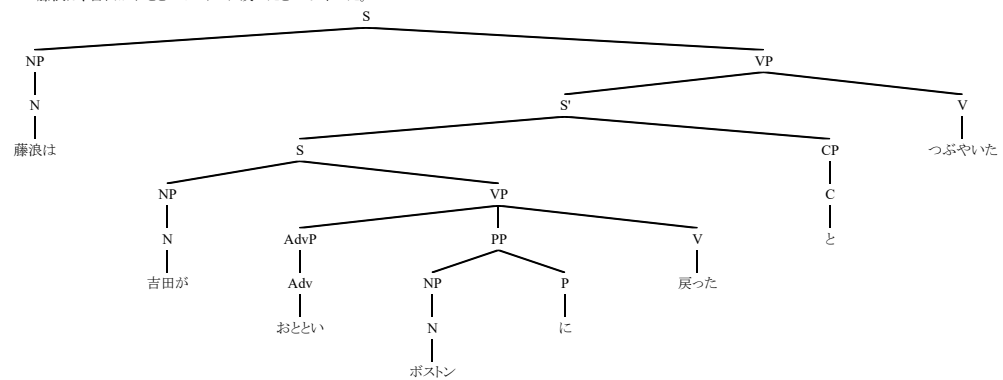 S
NP VP
N S' V
藤浪は S CP つぶやいた
NP VP C
N AdvP PP V と
吉田が Adv NP P 戻った
おととい N に
ボストン